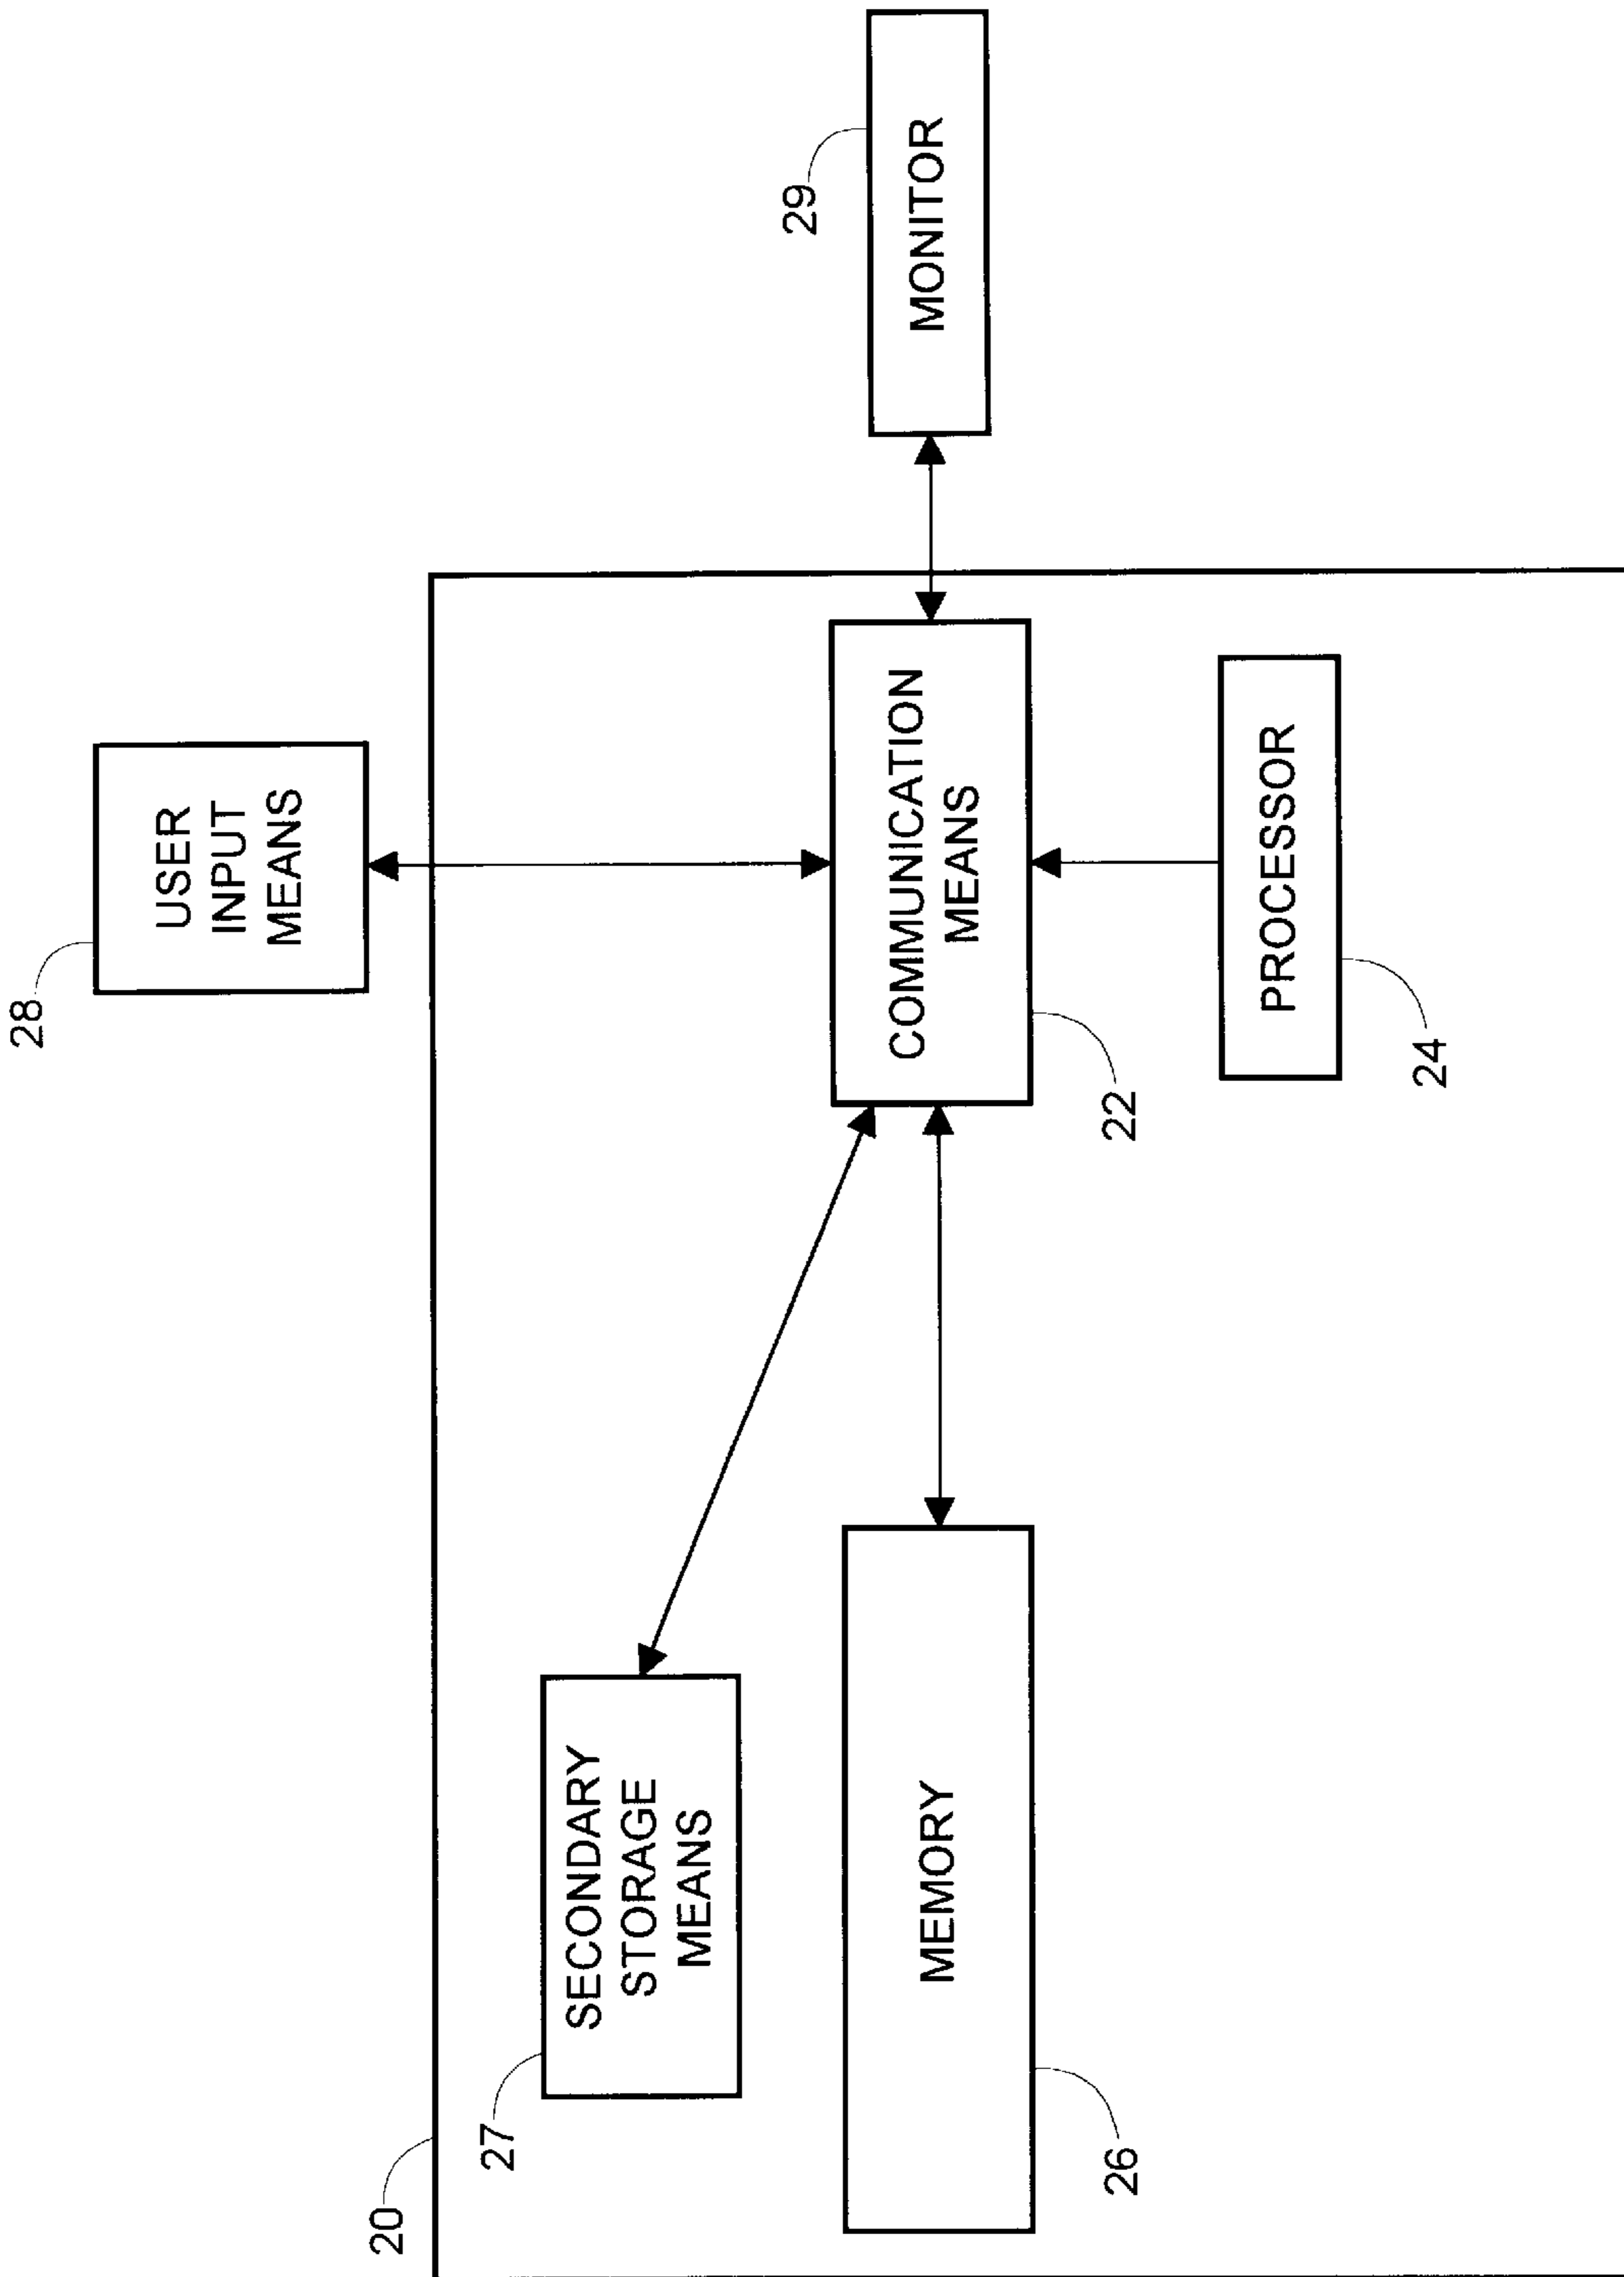 28
USER
INPUT
MEANS
29
MONITOR
20
27
SECONDARY
STORAGE
MEANS
COMMUNICATION
MEANS
22
MEMORY
26
PROCESSOR
24